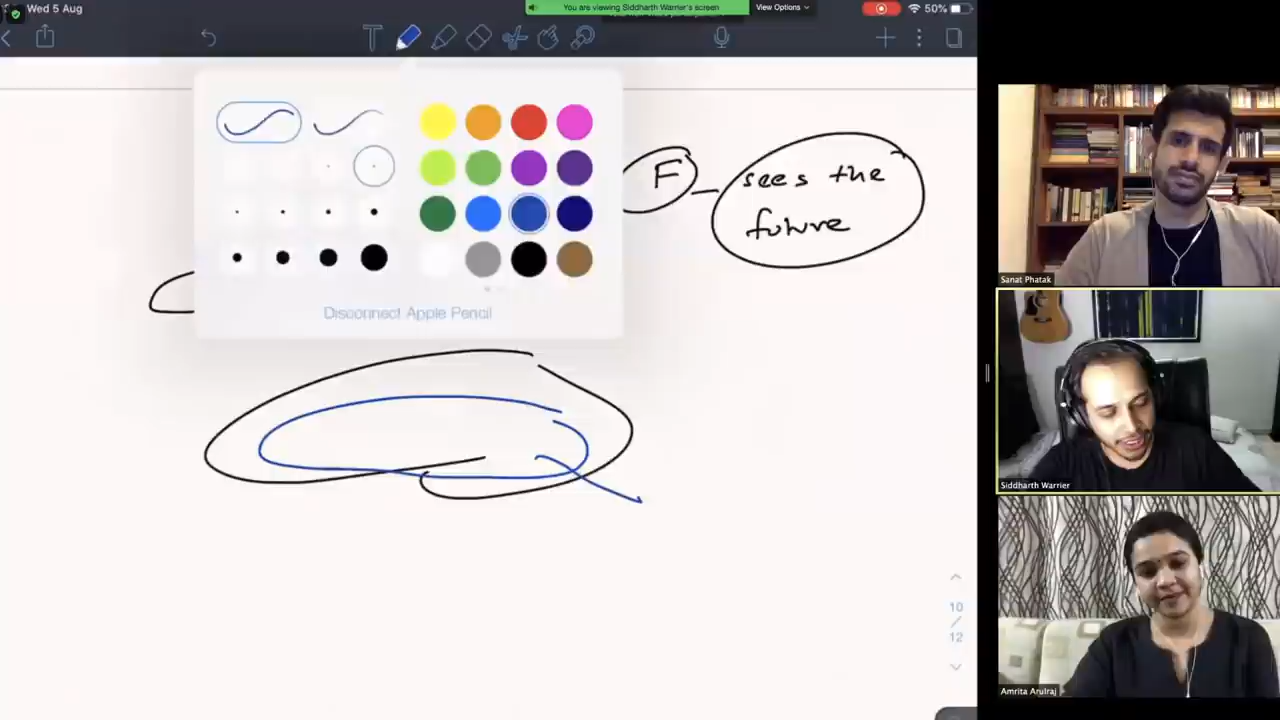 Wed 5 Aug
You are viewing Siddharth Warrier's screen
View Options
50%
T
F - sees the
future
Disconnect Apple Pencil
10
/
12
Sanat Phatak
Siddharth Warrier
Amrita Arulraj